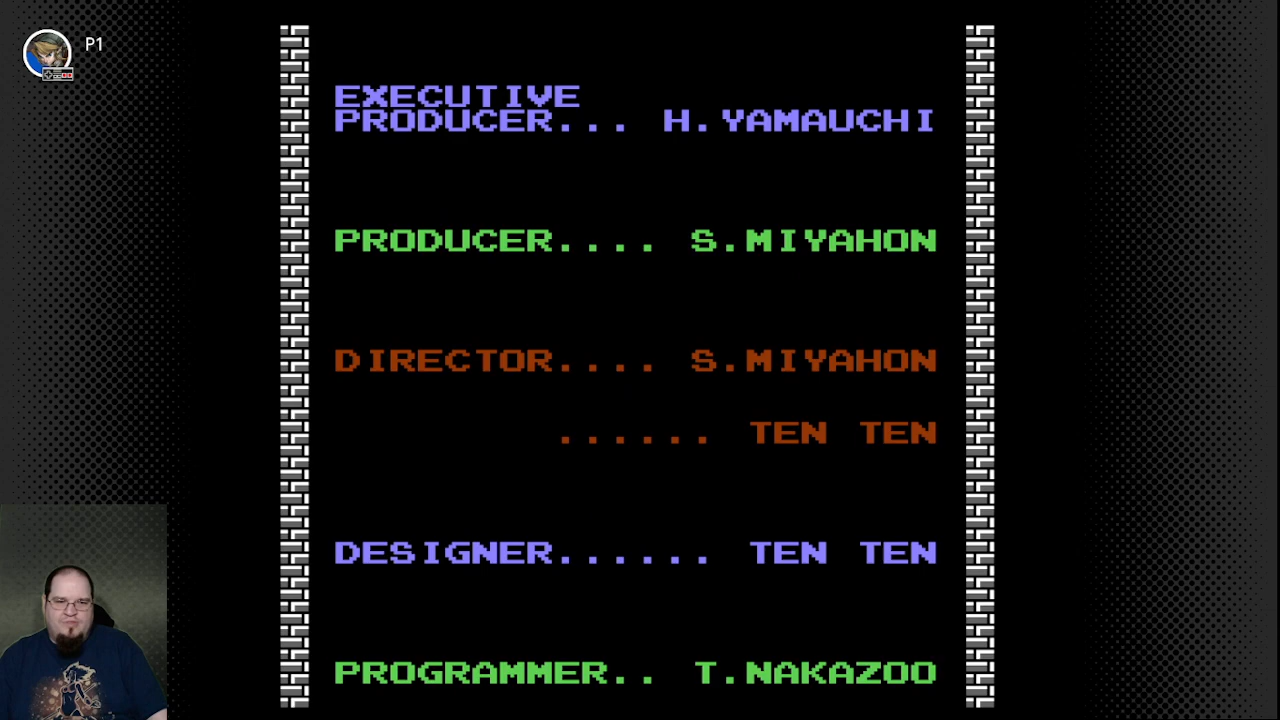 P1
EXECUTIVE
PRODUCER... H.YAMAUCHI
PRODUCER.... S.MIYAHON
DIRECTOR.... S.MIYAHON
...... TEN TEN
DESIGNER...... TEN TEN
PROGRAMMER.. T.NAKAZOO